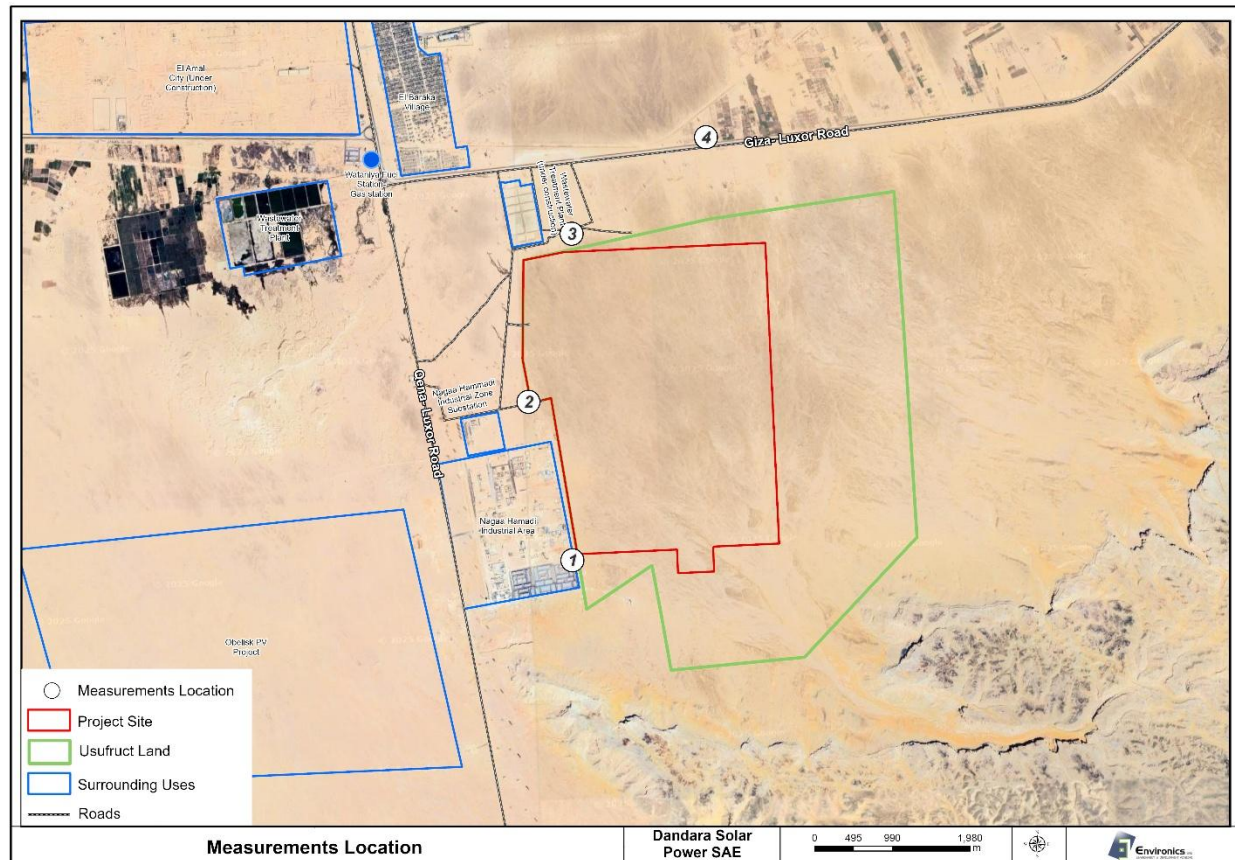 El Amal
City (Under
Construction)
El Baraka
Village
4
Giza- Luxor Road
Wataniya Fuel
Station
Gas station
Wastewater
Treatment Plant
(Under construction)
Wastewater
Treatment
Plant
3
Nagaa Hammadi
Industrial Zone
Substation
2
Qena- Luxor Road
Nagaa Hamadi
Industrial Area
1
Obelisk PV
Project
Measurements Location
Project Site
Usufruct Land
Surrounding Uses
Roads
Measurements Location
Dandara Solar
Power SAE
0 495 990 1,980
m
Environics